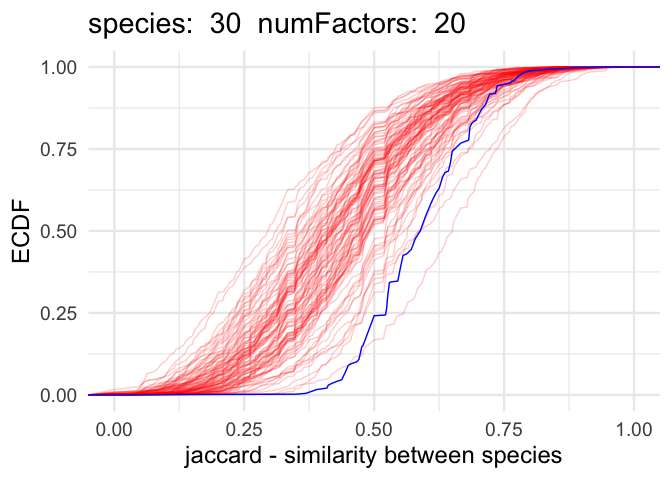 species:  30  numFactors:  20
1.00
0.75
0.50
0.25
0.00
ECDF
0.00 0.25 0.50 0.75 1.00
jaccard - similarity between species